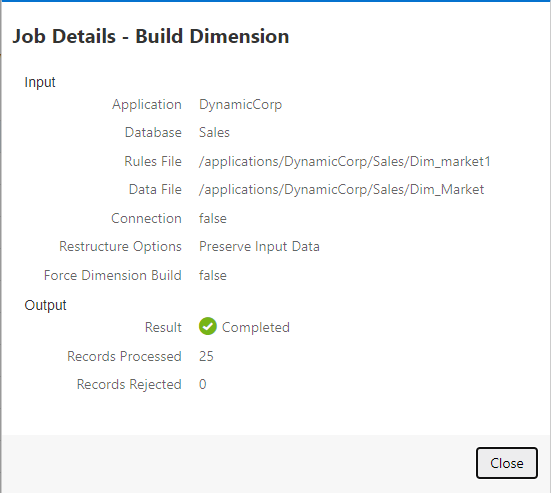 Job Details - Build Dimension
Input
Application DynamicCorp
Database Sales
Rules File /applications/DynamicCorp/Sales/Dim_market1
Data File /applications/DynamicCorp/Sales/Dim_Market
Connection false
Restructure Options Preserve Input Data
Force Dimension Build false
Output
Result Completed
Records Processed 25
Records Rejected 0
Close